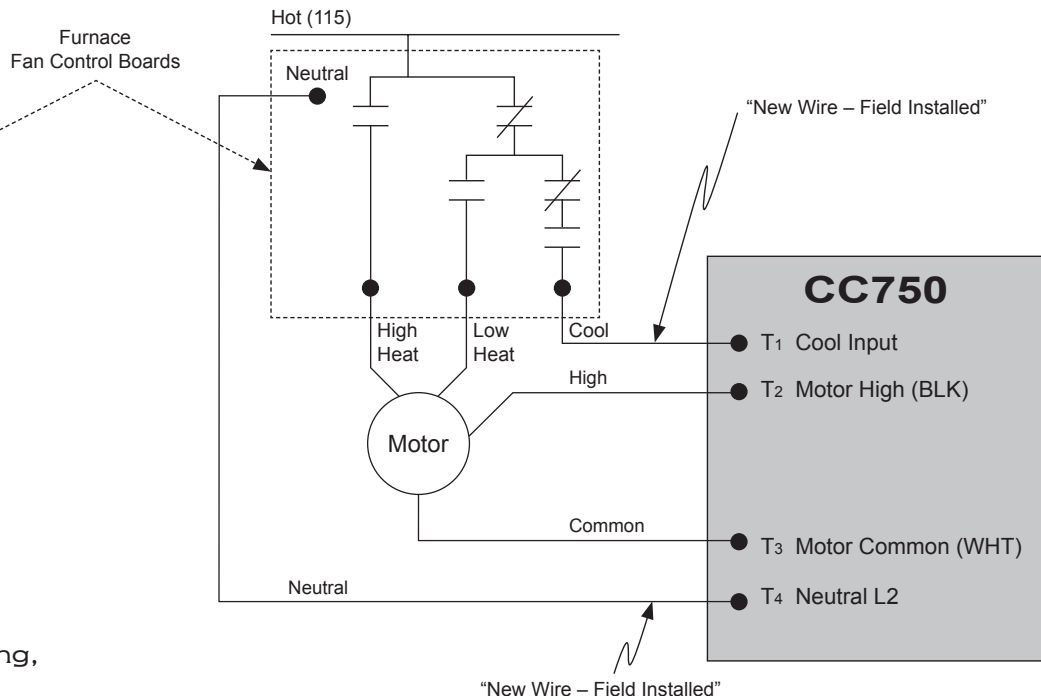 Hot (115)
Furnace
Fan Control Boards
Neutral
“New Wire – Field Installed”
CC750
High
Heat
Low
Heat
Cool
T1 Cool Input
High
T2 Motor High (BLK)
Motor
Common
T3 Motor Common (WHT)
Neutral
T4 Neutral L2
“New Wire – Field Installed”